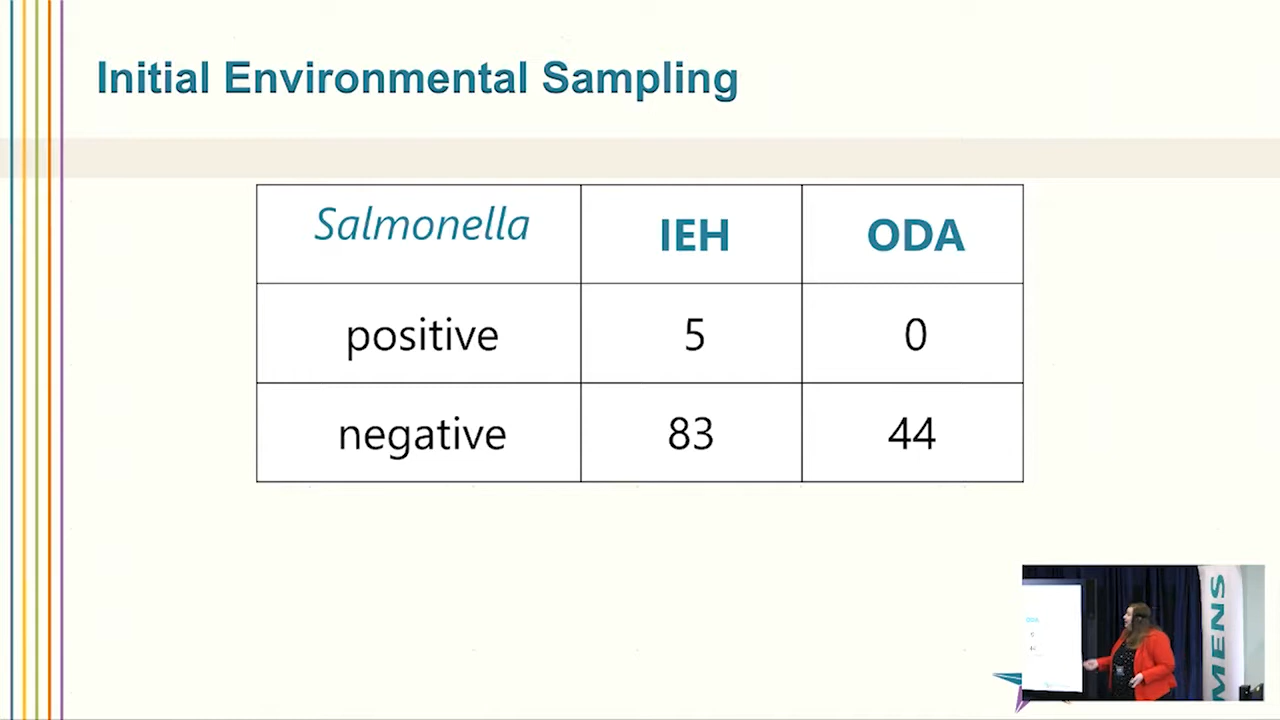 Initial Environmental Sampling
Salmonella IEH ODA
positive 5 0
negative 83 44
MENS